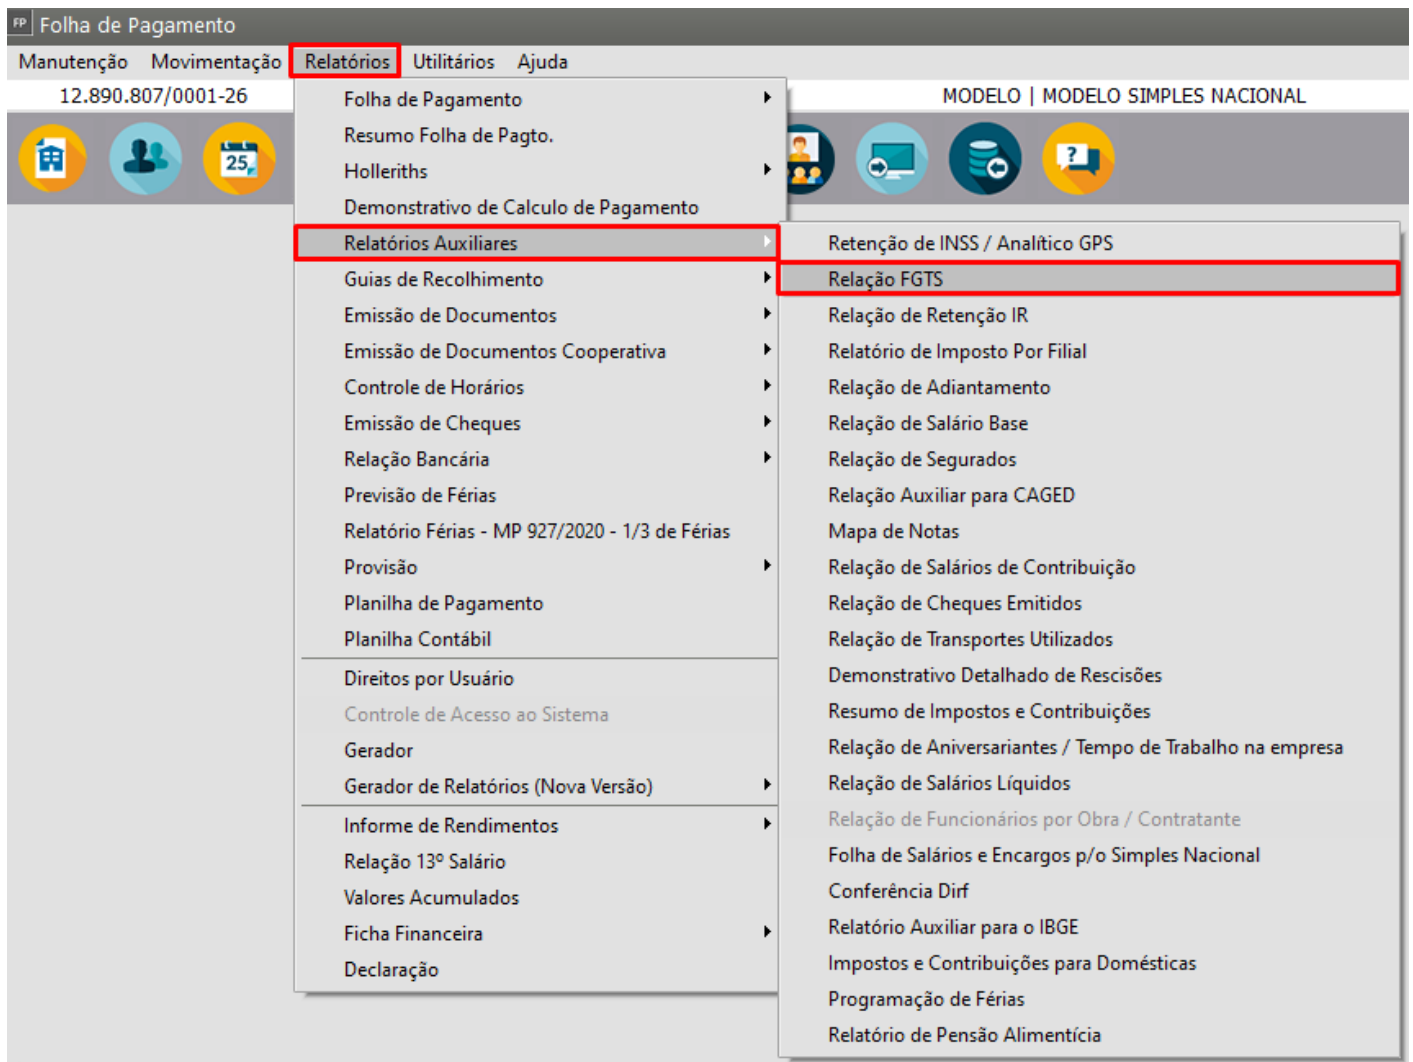 FP Folha de Pagamento
Manutenção Movimentação Relatórios Utilitários Ajuda
12.890.807/0001-26 MODELO | MODELO SIMPLES NACIONAL
25
?
Folha de Pagamento
Resumo Folha de Pagto.
Holleriths
Demonstrativo de Calculo de Pagamento
Relatórios Auxiliares
Guias de Recolhimento
Emissão de Documentos
Emissão de Documentos Cooperativa
Controle de Horários
Emissão de Cheques
Relação Bancária
Previsão de Férias
Relatório Férias - MP 927/2020 - 1/3 de Férias
Provisão
Planilha de Pagamento
Planilha Contábil
Direitos por Usuário
Controle de Acesso ao Sistema
Gerador
Gerador de Relatórios (Nova Versão)
Informe de Rendimentos
Relação 13º Salário
Valores Acumulados
Ficha Financeira
Declaração
Retenção de INSS / Analítico GPS
Relação FGTS
Relação de Retenção IR
Relatório de Imposto Por Filial
Relação de Adiantamento
Relação de Salário Base
Relação de Segurados
Relação Auxiliar para CAGED
Mapa de Notas
Relação de Salários de Contribuição
Relação de Cheques Emitidos
Relação de Transportes Utilizados
Demonstrativo Detalhado de Rescisões
Resumo de Impostos e Contribuições
Relação de Aniversariantes / Tempo de Trabalho na empresa
Relação de Salários Líquidos
Relação de Funcionários por Obra / Contratante
Folha de Salários e Encargos p/o Simples Nacional
Conferência Dirf
Relatório Auxiliar para o IBGE
Impostos e Contribuições para Domésticas
Programação de Férias
Relatório de Pensão Alimentícia